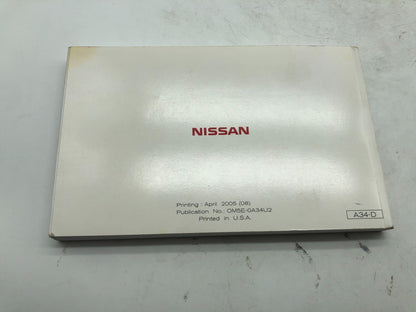 NISSAN
Printing : April 2005 (08)
Publication No.: OM5E-0A34U2
Printed in U.S.A.
A34-D